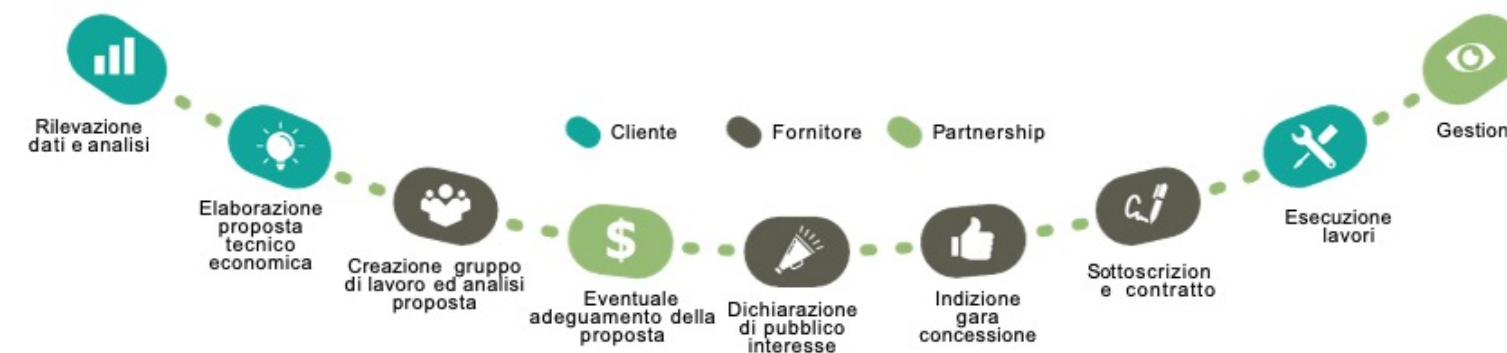 Rilevazione
dati e analisi
Elaborazione
proposta
tecnico
economica
Creazione gruppo
di lavoro ed analisi
proposta
Eventuale
adeguamento della
proposta
Dichiarazione
di pubblico
interesse
Indizione
gara
concessione
Sottoscrizion
e contratto
Esecuzione
lavori
Gestion
Cliente
Fornitore
Partnership